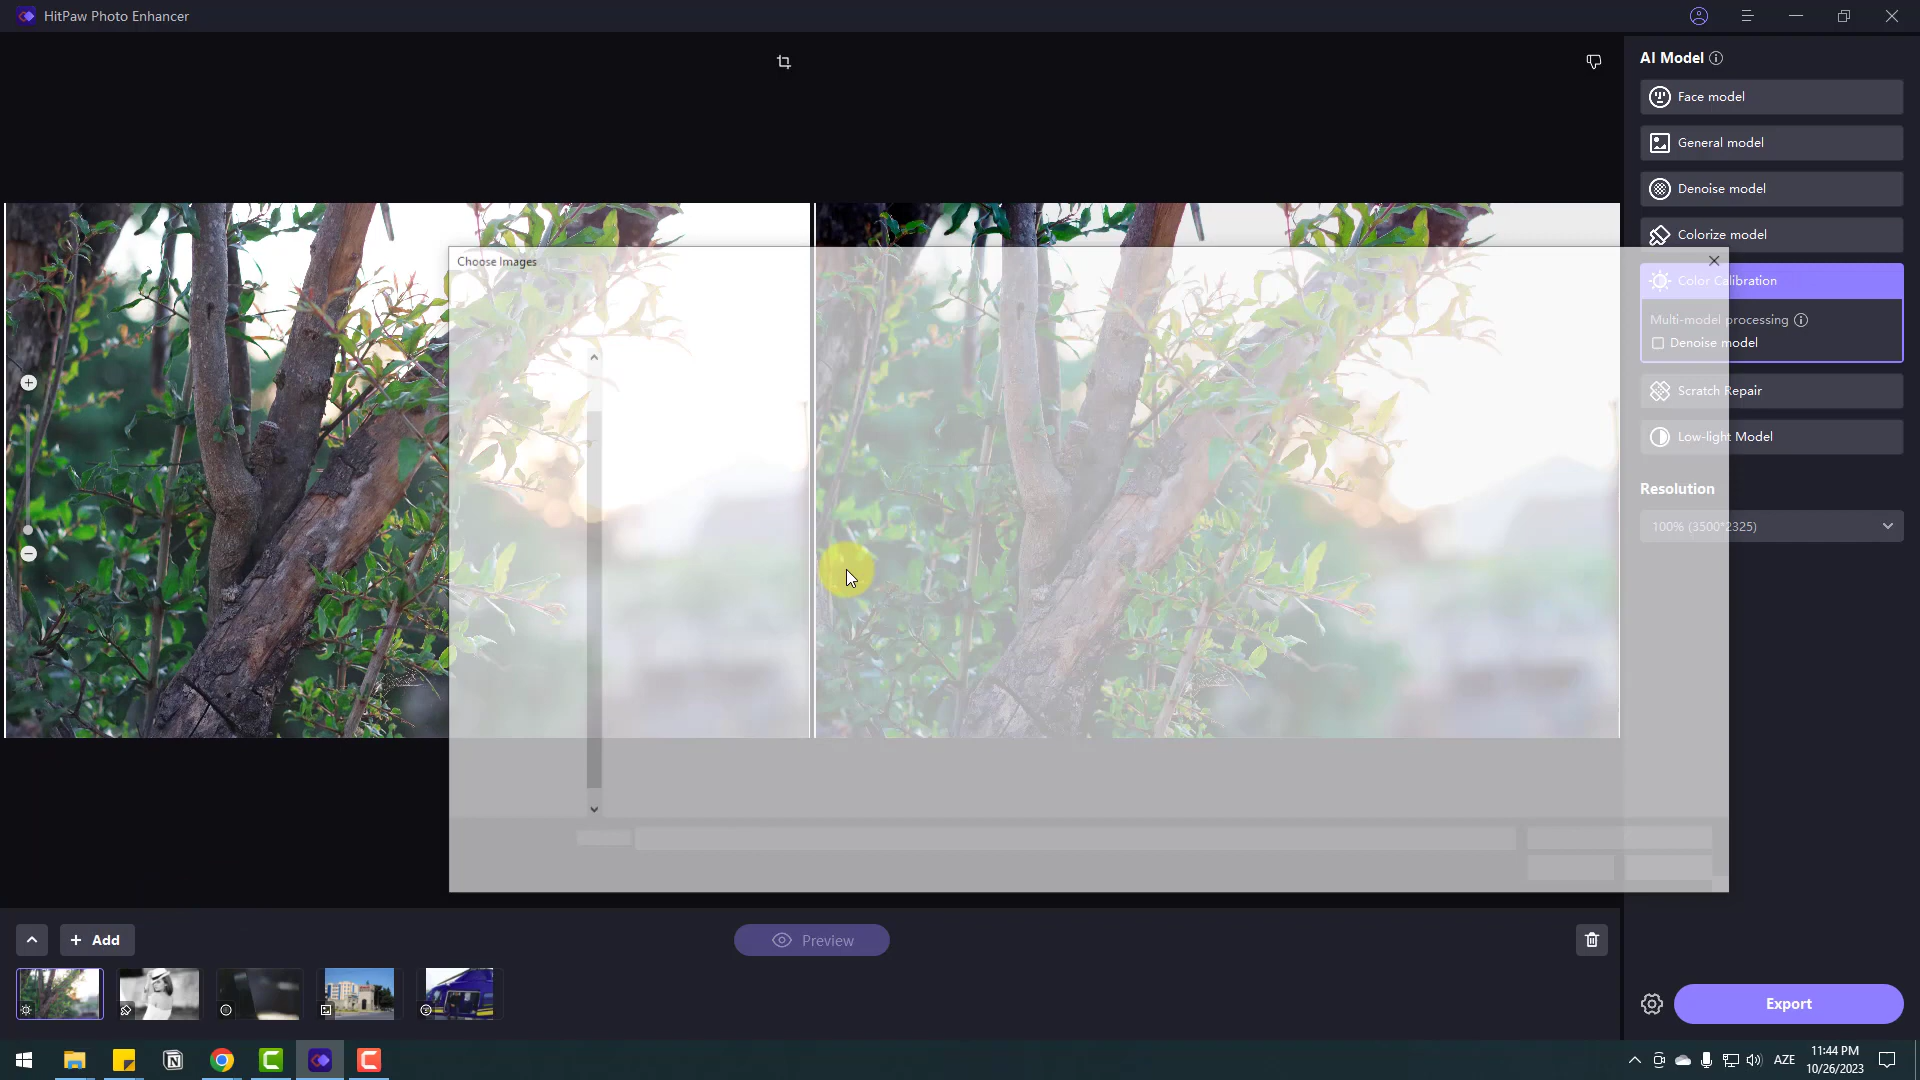 HitPaw Photo Enhancer
AI Model
Face model
General model
Denoise model
Colorize model
Choose Images
Color Calibration
Multi-model processing
Denoise model
Scratch Repair
Low-light Model
Resolution
100% (3500*2325)
+ Add
Preview
Export
AZE
11:44 PM
10/26/2023